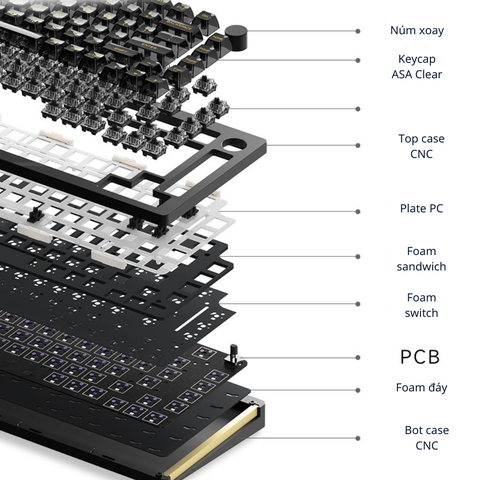 Núm xoay
Keycap
ASA Clear
Top case
CNC
Plate PC
Foam
sandwich
Foam
switch
PCB
Foam đáy
Bot case
CNC